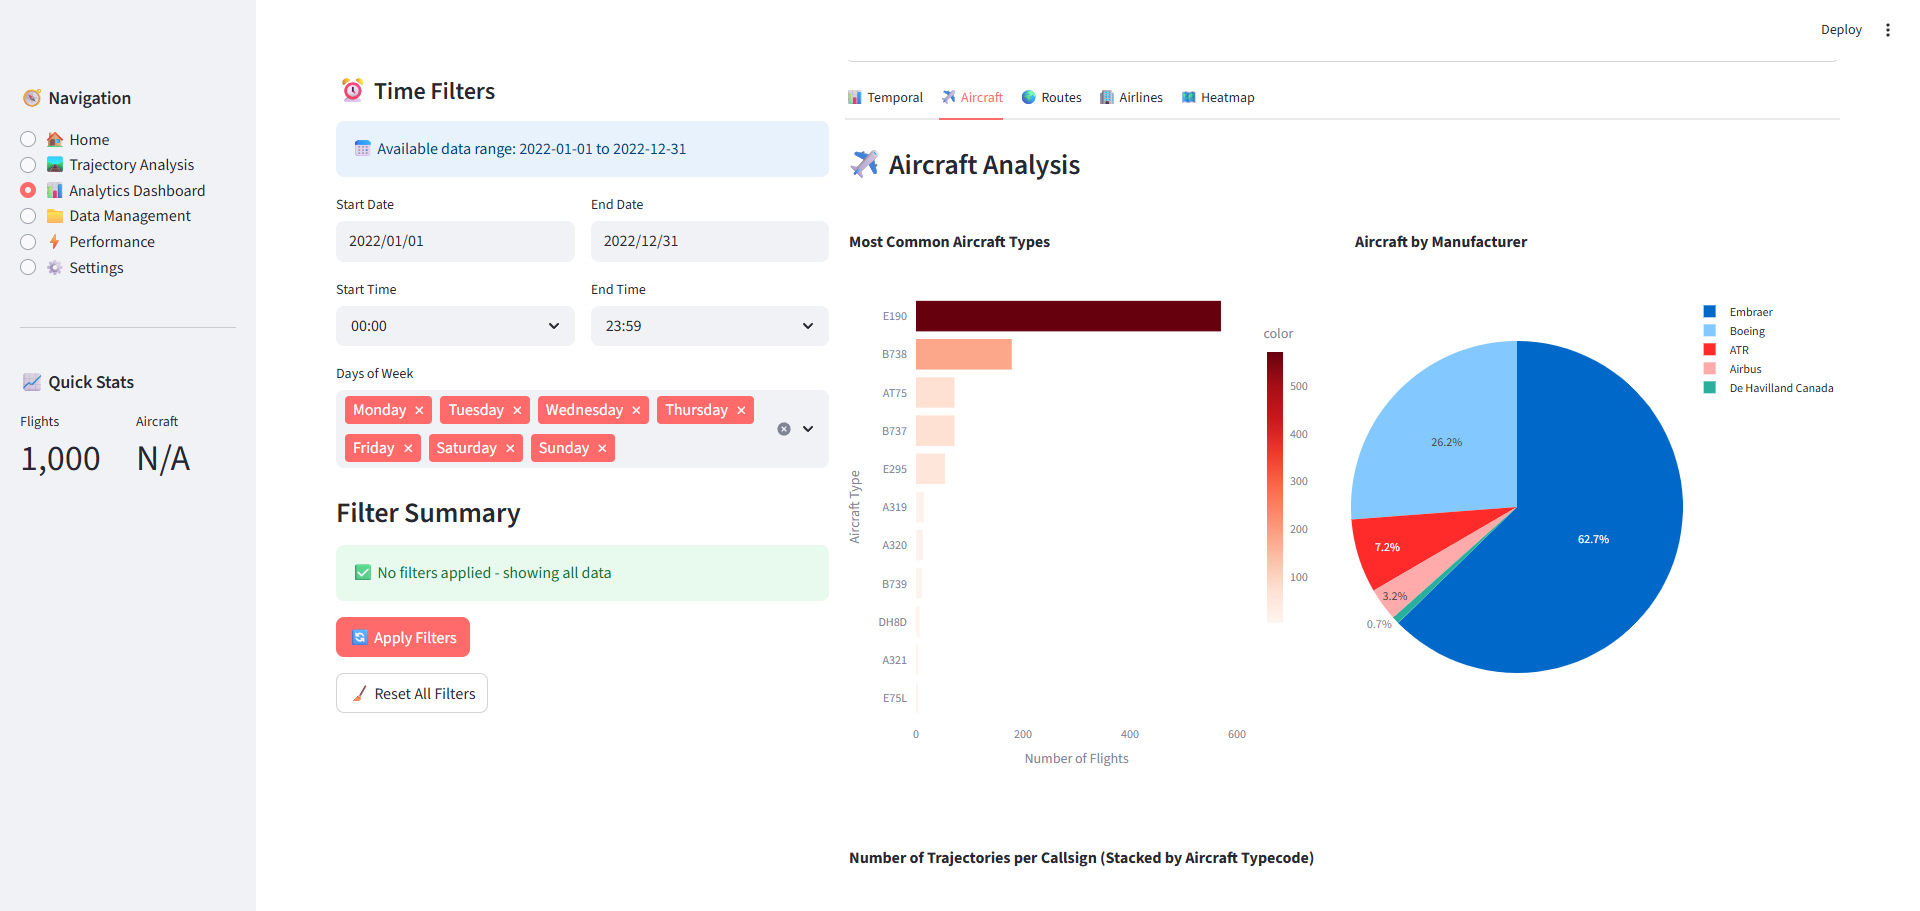 Deploy
Navigation
Home
Trajectory Analysis
Analytics Dashboard
Data Management
Performance
Settings
Quick Stats
Flights Aircraft
1,000 N/A
Time Filters
Available data range: 2022-01-01 to 2022-12-31
Start Date End Date
2022/01/01 2022/12/31
Start Time End Time
00:00 23:59
Days of Week
Monday × Tuesday × Wednesday × Thursday ×
Friday × Saturday × Sunday ×
Filter Summary
No filters applied - showing all data
Apply Filters
Reset All Filters
Temporal Aircraft Routes Airlines Heatmap
Aircraft Analysis
Most Common Aircraft Types
Aircraft Type
E190
B738
AT75
B737
E295
A319
A320
B739
DH8D
A321
E75L
0 200 400 600
Number of Flights
color
500
400
300
200
100
Aircraft by Manufacturer
Embraer
Boeing
ATR
Airbus
De Havilland Canada
26.2%
62.7%
7.2%
3.2%
0.7%
Number of Trajectories per Callsign (Stacked by Aircraft Typecode)